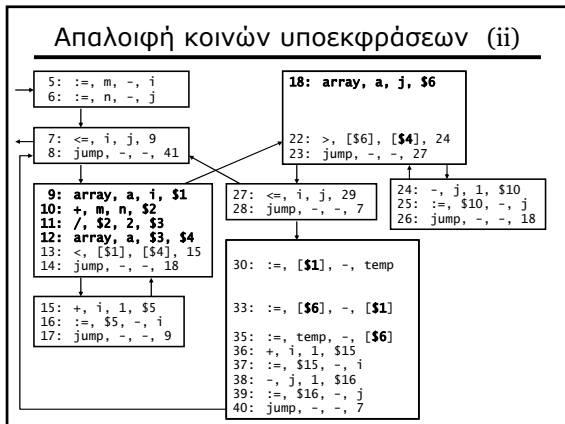 Απαλοιφή κοινών υποεκφράσεων (ii)
5: :=, m, -, i
6: :=, n, -, j
7: <=, i, j, 9
8: jump, -, -, 41
9: array, a, i, $1
10: +, m, n, $2
11: /, $2, 2, $3
12: array, a, $3, $4
13: <, [$1], [$4], 15
14: jump, -, -, 18
15: +, i, 1, $5
16: :=, $5, -, i
17: jump, -, -, 9
18: array, a, j, $6
22: >, [$6], [$4], 24
23: jump, -, -, 27
24: -, j, 1, $10
25: :=, $10, -, j
26: jump, -, -, 18
27: <=, i, j, 29
28: jump, -, -, 7
30: :=, [$1], -, temp
33: :=, [$6], -, [$1]
35: :=, temp, -, [$6]
36: +, i, 1, $15
37: :=, $15, -, i
38: -, j, 1, $16
39: :=, $16, -, j
40: jump, -, -, 7